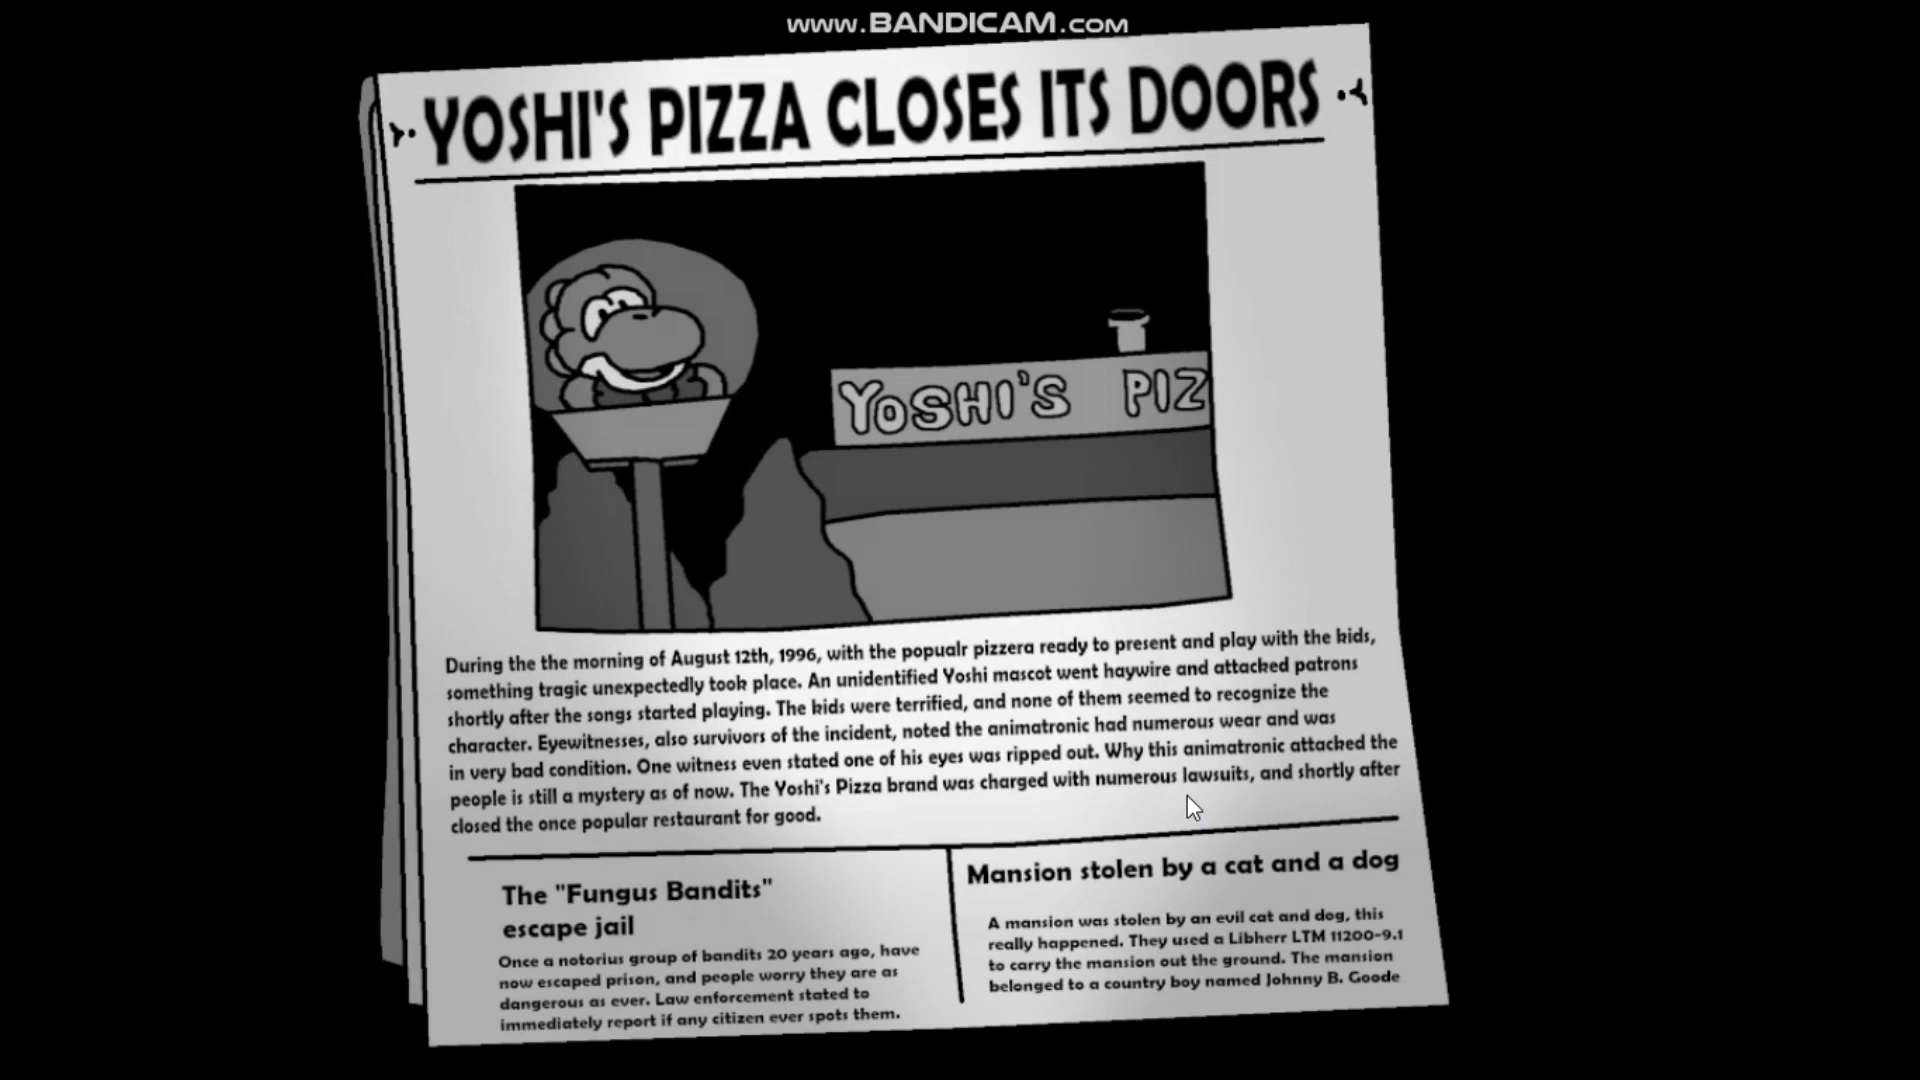 www.BANDICAM.com
YOSHI'S PIZZA CLOSES ITS DOORS
YOSHI'S PIZ
During the the morning of August 12th, 1996, with the popualr pizzera ready to present and play with the kids,
something tragic unexpectedly took place. An unidentified Yoshi mascot went haywire and attacked patrons
shortly after the songs started playing. The kids were terrified, and none of them seemed to recognize the
character. Eyewitnesses, also survivors of the incident, noted the animatronic had numerous wear and was
in very bad condition. One witness even stated one of his eyes was ripped out. Why this animatronic attacked the
people is still a mystery as of now. The Yoshi's Pizza brand was charged with numerous lawsuits, and shortly after
closed the once popular restaurant for good.
The "Fungus Bandits"
escape jail
Once a notorius group of bandits 20 years ago, have
now escaped prison, and people worry they are as
dangerous as ever. Law enforcement stated to
immediately report if any citizen ever spots them.
Mansion stolen by a cat and a dog
A mansion was stolen by an evil cat and dog, this
really happened. They used a Libherr LTM 11200-9.1
to carry the mansion out the ground. The mansion
belonged to a country boy named Johnny B. Goode